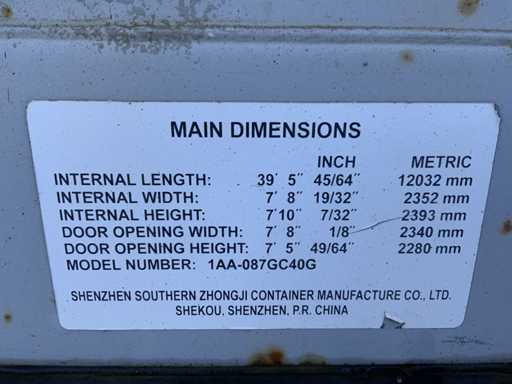 MAIN DIMENSIONS
INCH METRIC
INTERNAL LENGTH: 39' 5" 45/64" 12032 mm
INTERNAL WIDTH: 7' 8" 19/32" 2352 mm
INTERNAL HEIGHT: 7'10" 7/32" 2393 mm
DOOR OPENING WIDTH: 7' 8" 1/8" 2340 mm
DOOR OPENING HEIGHT: 7' 5" 49/64" 2280 mm
MODEL NUMBER: 1AA-087GC40G
SHENZHEN SOUTHERN ZHONGJI CONTAINER MANUFACTURE CO., LTD.
SHEKOU, SHENZHEN, P.R. CHINA